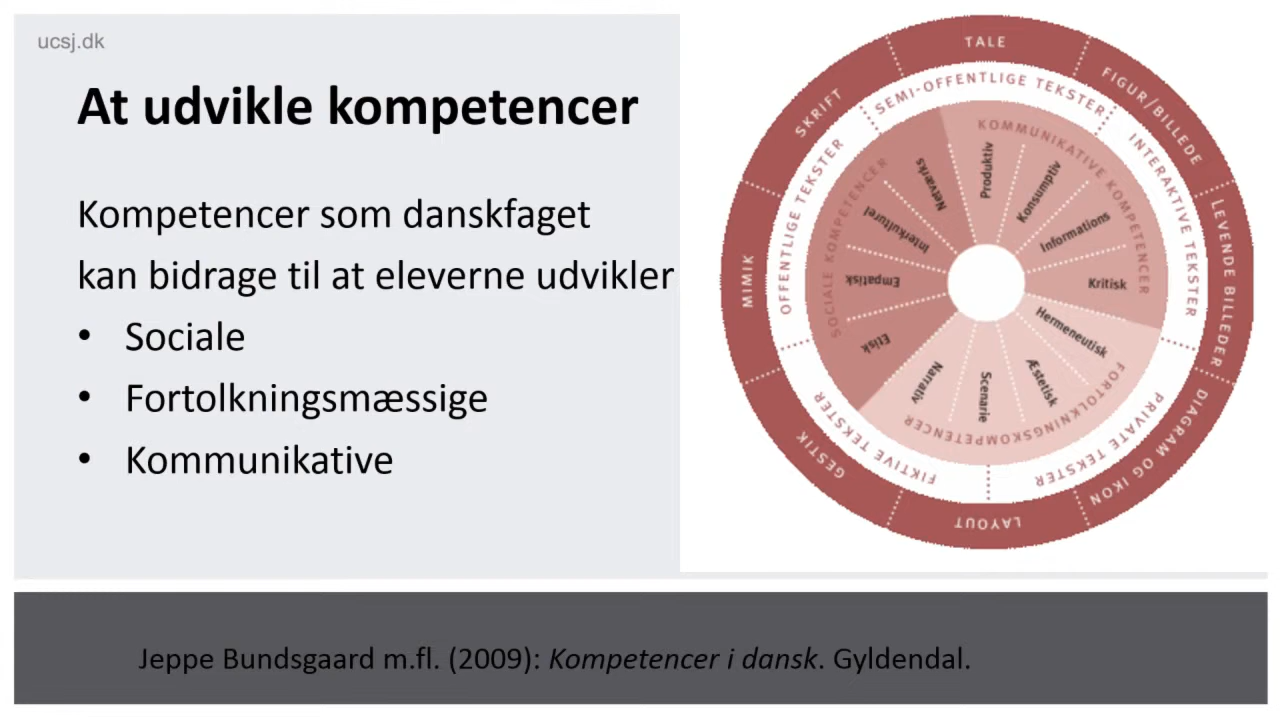 ucsj.dk
At udvikle kompetencer
Kompetencer som danskfaget
kan bidrage til at eleverne udvikler
• Sociale
• Fortolkningsmæssige
• Kommunikative
TALE
FIGUR/BILLEDE
LEVENDE BILLEDER
DIAGRAM OG IKON
LAYOUT
GESTIK
MIMIK
SKRIFT
SEMI-OFFENTLIGE TEKSTER
INTERAKTIVE TEKSTER
PRIVATE TEKSTER
FIKTIVE TEKSTER
OFFENTLIGE TEKSTER
KOMMUNIKATIVE KOMPETENCER
FORTOLKNINGSKOMPETENCER
SOCIALE KOMPETENCER
Produktiv
Konsumptiv
Informations
Kritisk
Hermeneutisk
Æstetisk
Scenarie
Narrativ
Etisk
Empatisk
Interkulturel
Netværks
Jeppe Bundsgaard m.fl. (2009): Kompetencer i dansk. Gyldendal.